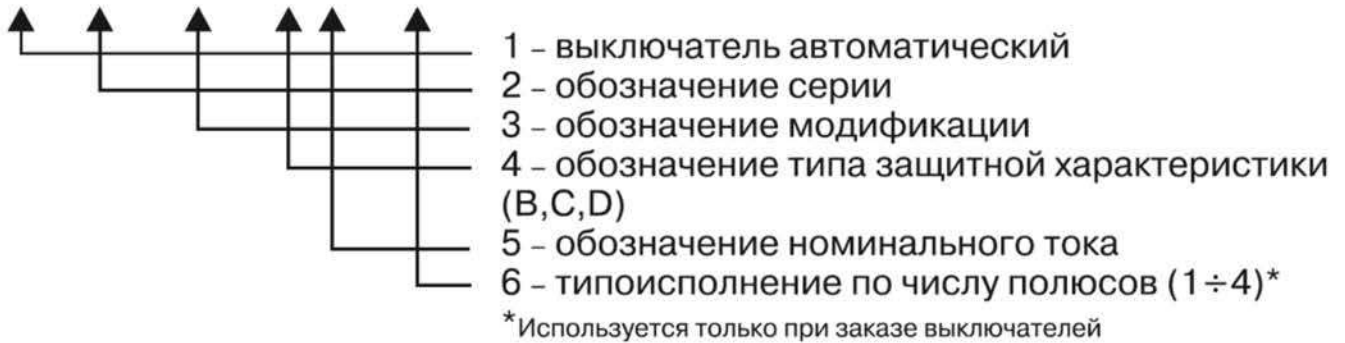 1 – выключатель автоматический
2 – обозначение серии
3 – обозначение модификации
4 – обозначение типа защитной характеристики
(В,С,D)
5 – обозначение номинального тока
6 – типоисполнение по числу полюсов (1÷4)*
*Используется только при заказе выключателей